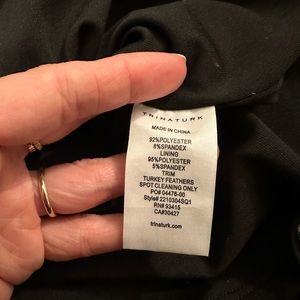 TRINATURK
MADE IN CHINA
92%POLYESTER
8%SPANDEX
LINING
95%POLYESTER
5%SPANDEX
TRIM
TURKEY FEATHERS
SPOT CLEANING ONLY
PO# 04476-00
Style# 2210304SQ1
RN# 93415
CA#30427
trinaturk.com